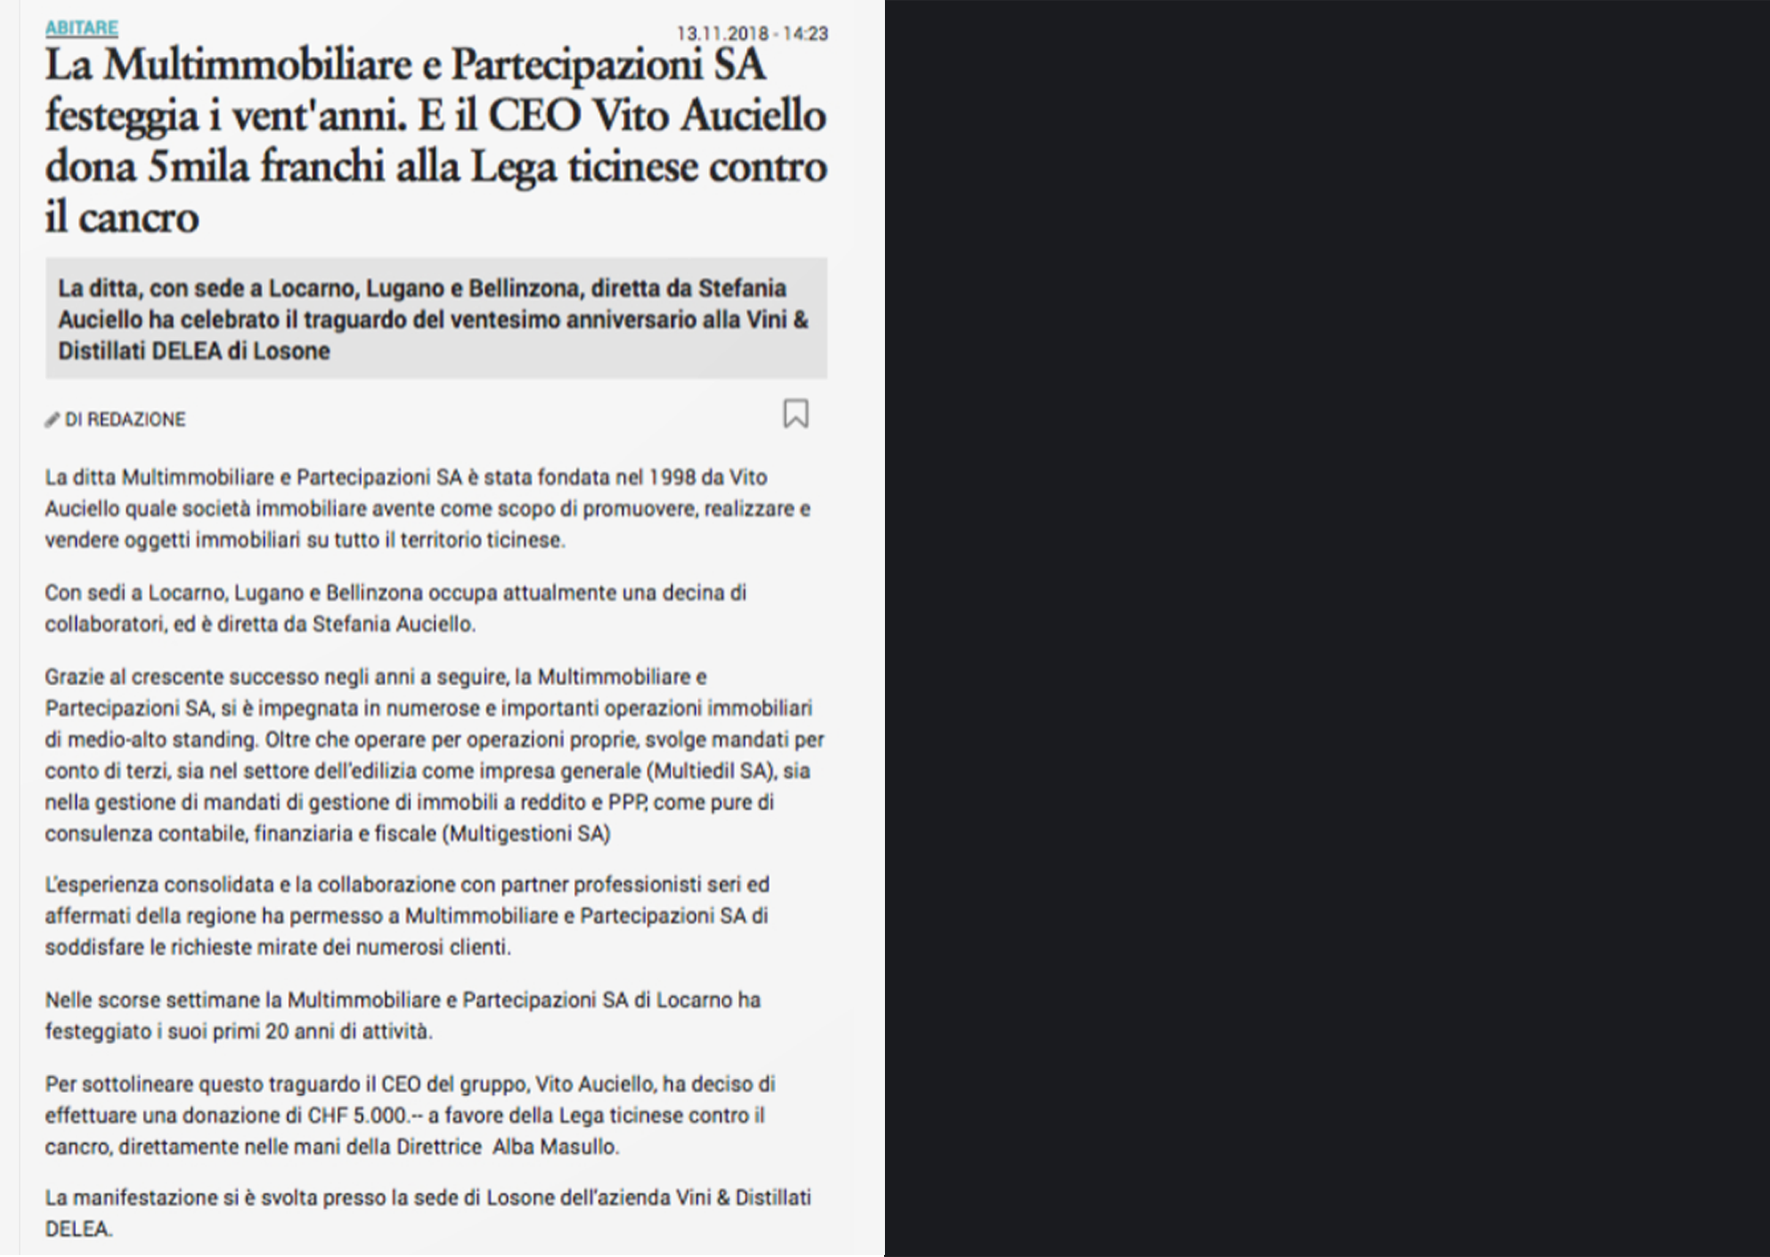 ABITARE
13.11.2018 - 14:23
La Multimmobiliare e Partecipazioni SA
festeggia i vent'anni. E il CEO Vito Auciello
dona 5mila franchi alla Lega ticinese contro
il cancro
La ditta, con sede a Locarno, Lugano e Bellinzona, diretta da Stefania
Auciello ha celebrato il traguardo del ventesimo anniversario alla Vini &
Distillati DELEA di Losone
DI REDAZIONE
La ditta Multimmobiliare e Partecipazioni SA è stata fondata nel 1998 da Vito
Auciello quale società immobiliare avente come scopo di promuovere, realizzare e
vendere oggetti immobiliari su tutto il territorio ticinese.
Con sedi a Locarno, Lugano e Bellinzona occupa attualmente una decina di
collaboratori, ed è diretta da Stefania Auciello.
Grazie al crescente successo negli anni a seguire, la Multimmobiliare e
Partecipazioni SA, si è impegnata in numerose e importanti operazioni immobiliari
di medio-alto standing. Oltre che operare per operazioni proprie, svolge mandati per
conto di terzi, sia nel settore dell'edilizia come impresa generale (Multiedil SA), sia
nella gestione di mandati di gestione di immobili a reddito e PPP, come pure di
consulenza contabile, finanziaria e fiscale (Multigestioni SA)
L'esperienza consolidata e la collaborazione con partner professionisti seri ed
affermati della regione ha permesso a Multimmobiliare e Partecipazioni SA di
soddisfare le richieste mirate dei numerosi clienti.
Nelle scorse settimane la Multimmobiliare e Partecipazioni SA di Locarno ha
festeggiato i suoi primi 20 anni di attività.
Per sottolineare questo traguardo il CEO del gruppo, Vito Auciello, ha deciso di
effettuare una donazione di CHF 5.000.-- a favore della Lega ticinese contro il
cancro, direttamente nelle mani della Direttrice  Alba Masullo.
La manifestazione si è svolta presso la sede di Losone dell'azienda Vini & Distillati
DELEA.